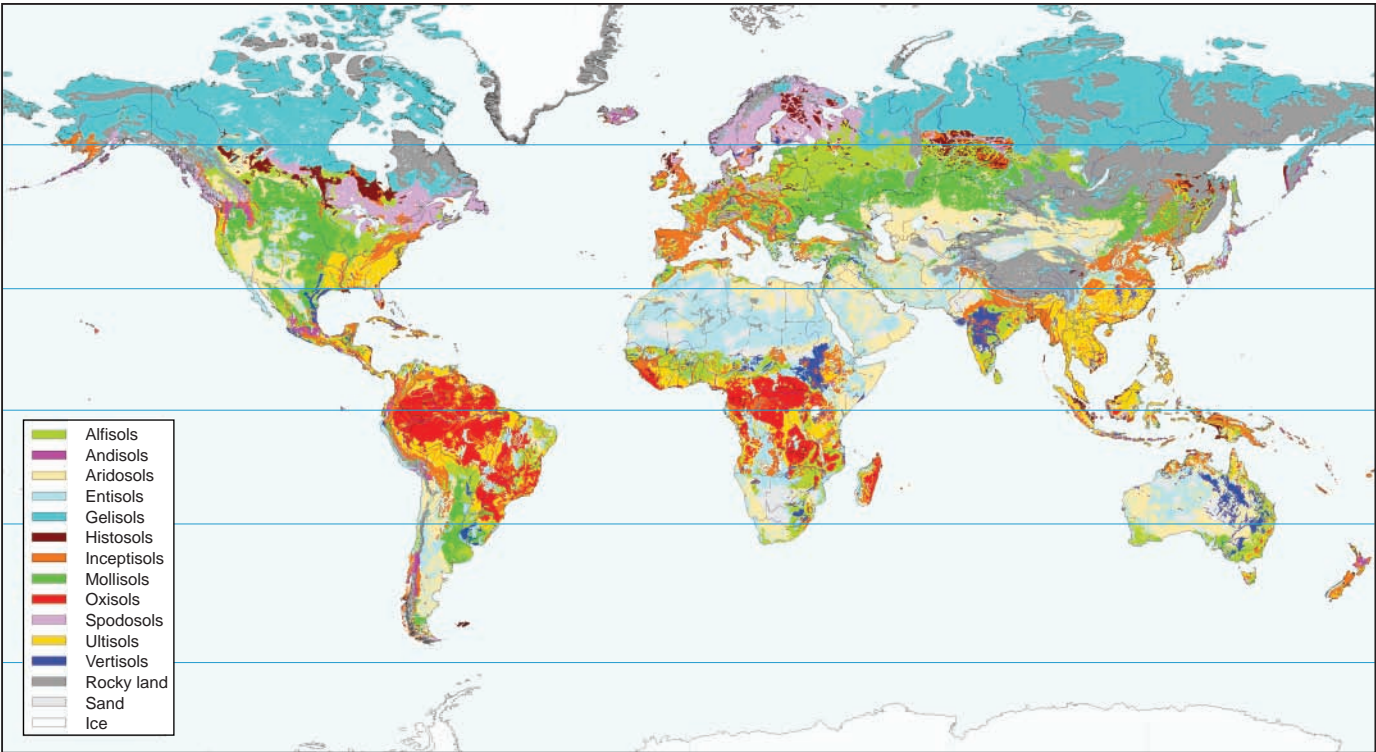 Alfisols
Andisols
Aridosols
Entisols
Gelisols
Histosols
Inceptisols
Mollisols
Oxisols
Spodosols
Ultisols
Vertisols
Rocky land
Sand
Ice